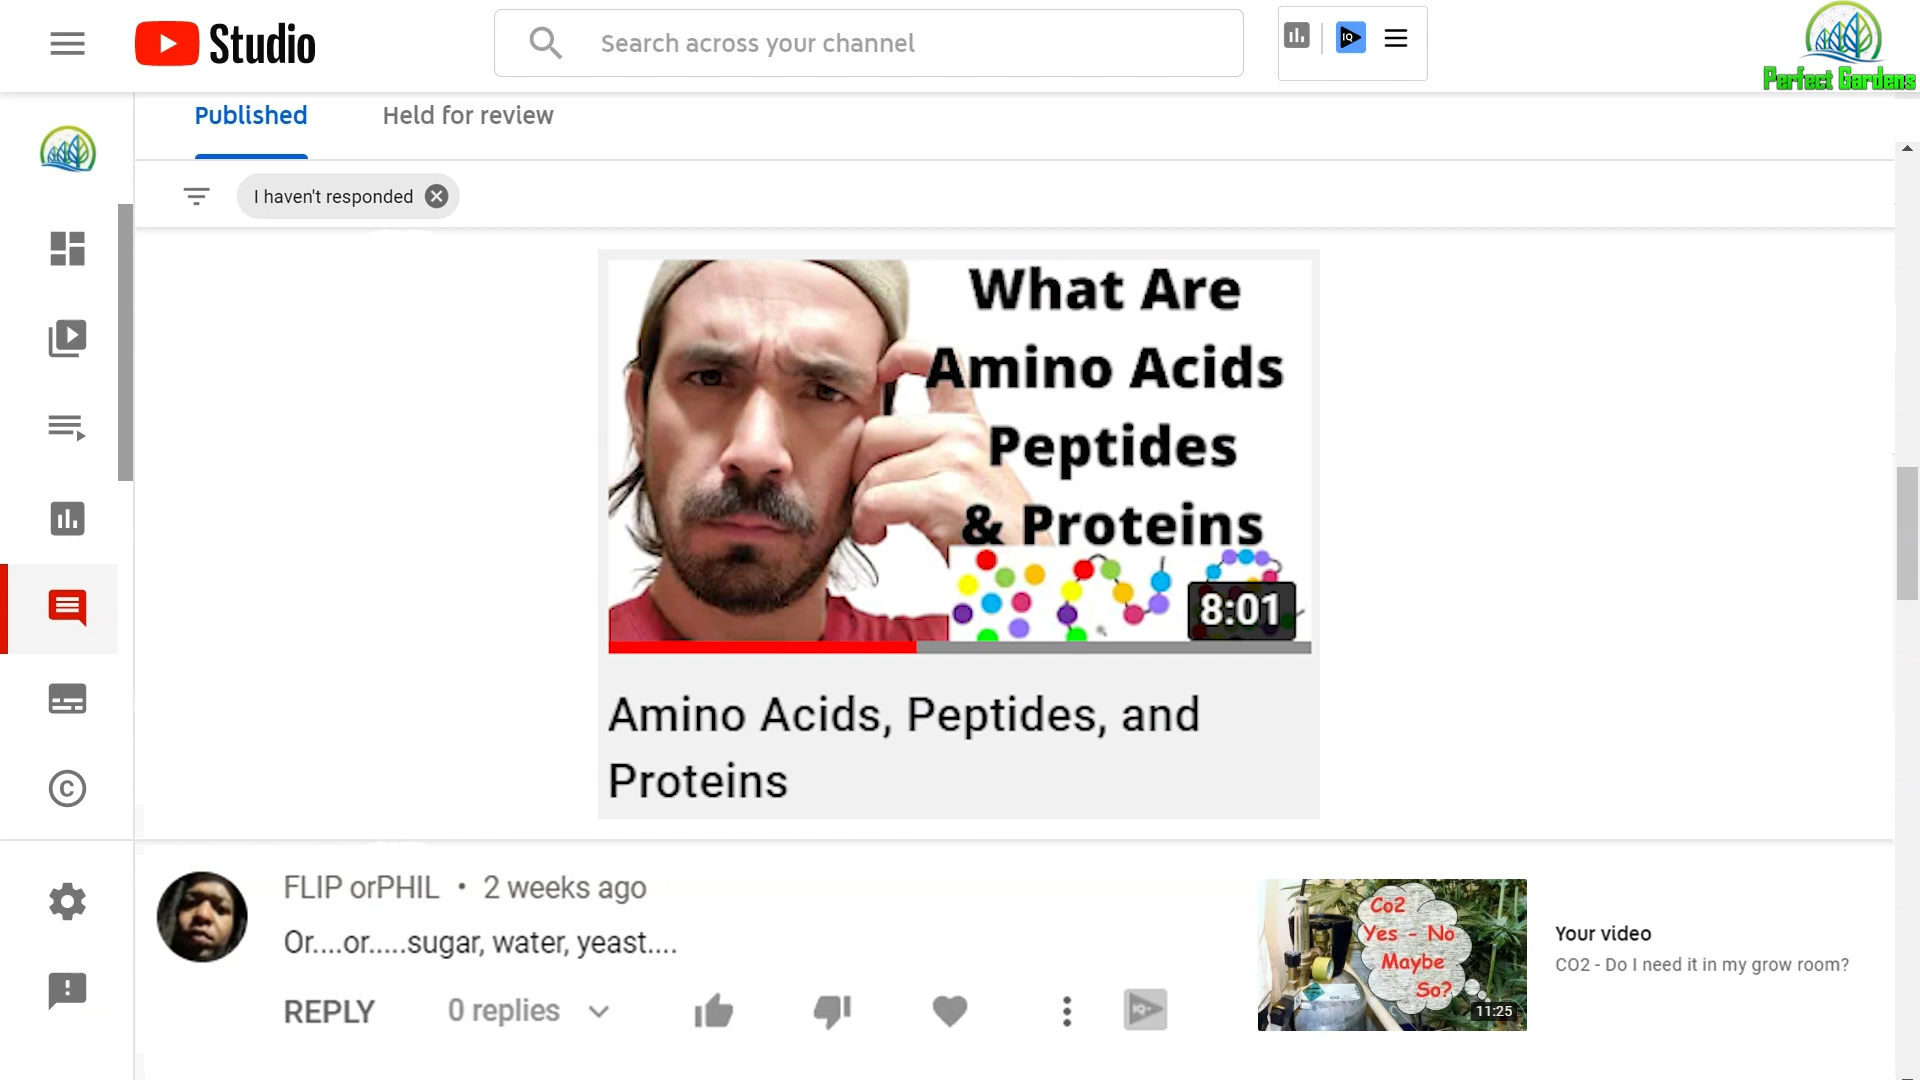 Studio
Search across your channel
IQ
Perfect Gardens
Published
Held for review
I haven't responded
What Are
Amino Acids
Peptides
& Proteins
8:01
Amino Acids, Peptides, and
Proteins
FLIP orPHIL • 2 weeks ago
Or....or.....sugar, water, yeast....
REPLY
0 replies
IQ
Co2
Yes - No
Maybe
So?
11:25
Your video
CO2 - Do I need it in my grow room?